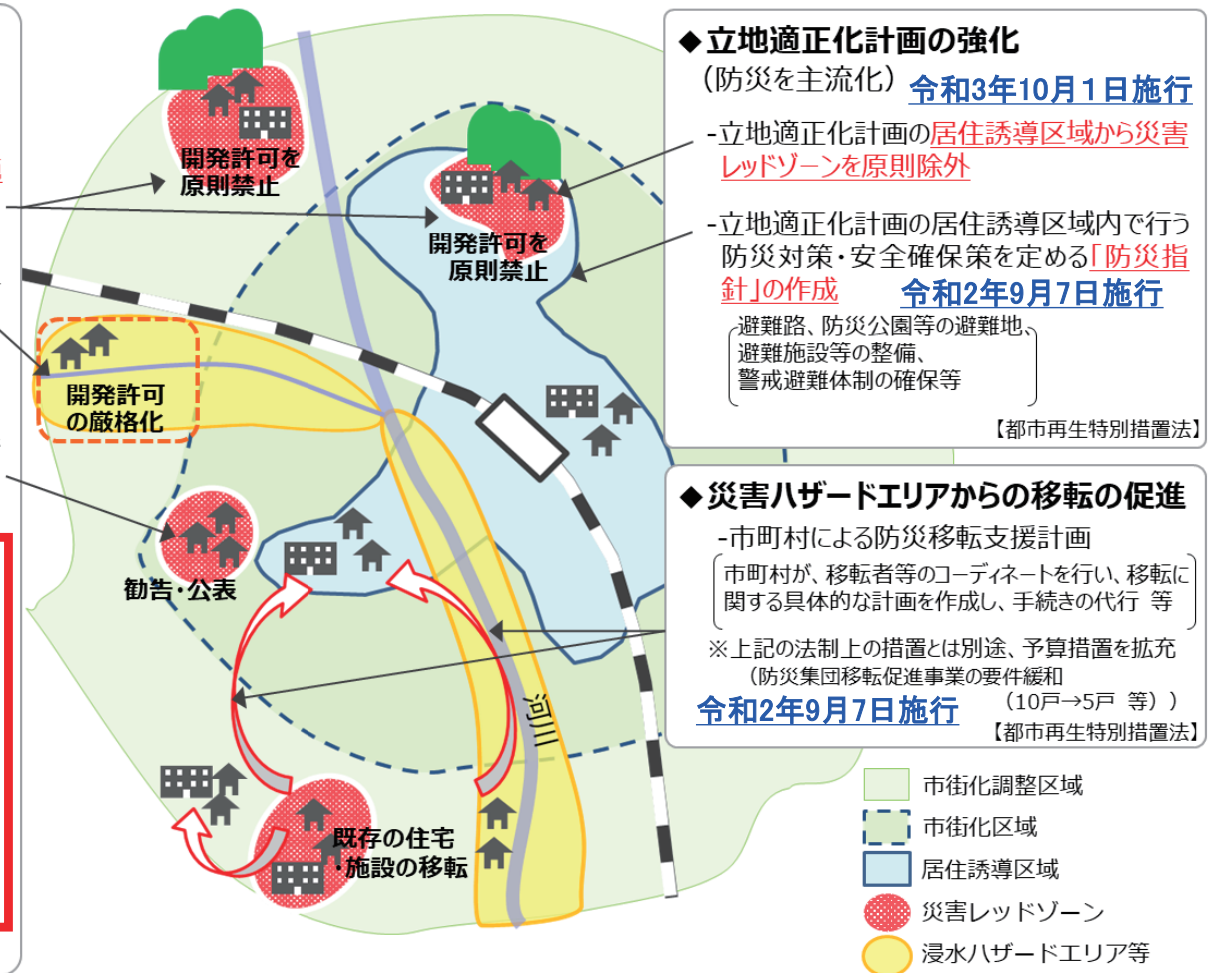 開発許可を
原則禁止
開発許可を
原則禁止
開発許可
の厳格化
勧告・公表
河川
既存の住宅
・施設の移転
◆立地適正化計画の強化
（防災を主流化） 令和3年10月1日施行
-立地適正化計画の居住誘導区域から災害
レッドゾーンを原則除外
-立地適正化計画の居住誘導区域内で行う
防災対策・安全確保策を定める「防災指
針」の作成 令和2年9月7日施行
避難路、防災公園等の避難地、
避難施設等の整備、
警戒避難体制の確保等
【都市再生特別措置法】
◆災害ハザードエリアからの移転の促進
-市町村による防災移転支援計画
市町村が、移転者等のコーディネートを行い、移転に
関する具体的な計画を作成し、手続きの代行 等
※上記の法制上の措置とは別途、予算措置を拡充
（防災集団移転促進事業の要件緩和
（10戸→5戸 等））
令和2年9月7日施行
【都市再生特別措置法】
市街化調整区域
市街化区域
居住誘導区域
災害レッドゾーン
浸水ハザードエリア等